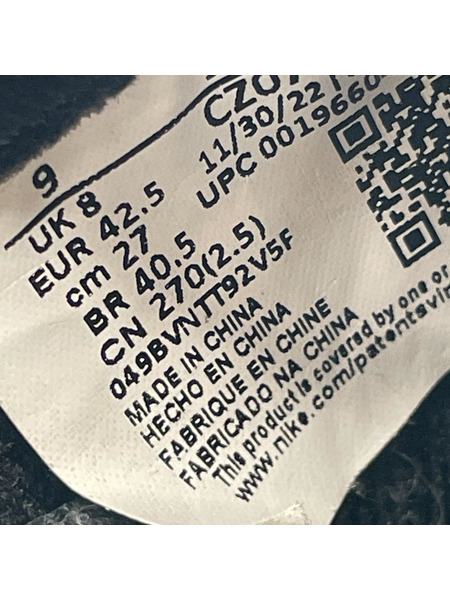 9
UK 8
EUR 42.5
cm 27
BR 40.5
CN 270(2.5)
049BVNTT92V5F
MADE IN CHINA
HECHO EN CHINA
FABRIQUE EN CHINE
FABRICADO NA CHINA
This product is covered by one or
www.nike.com/patents
11/30/22
UPC 0019660